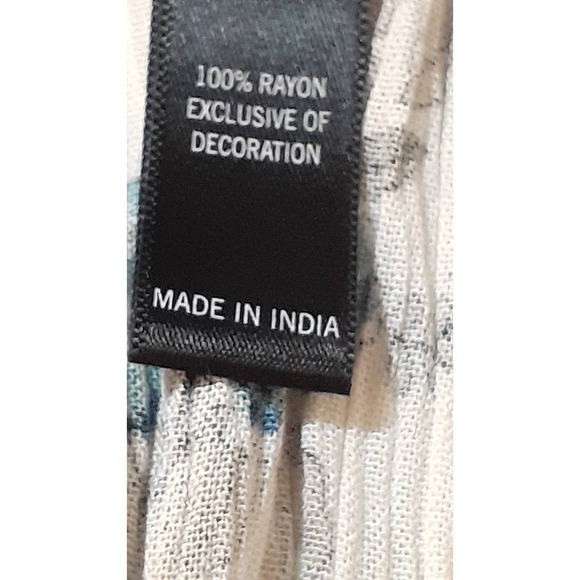 100% RAYON
EXCLUSIVE OF
DECORATION
MADE IN INDIA